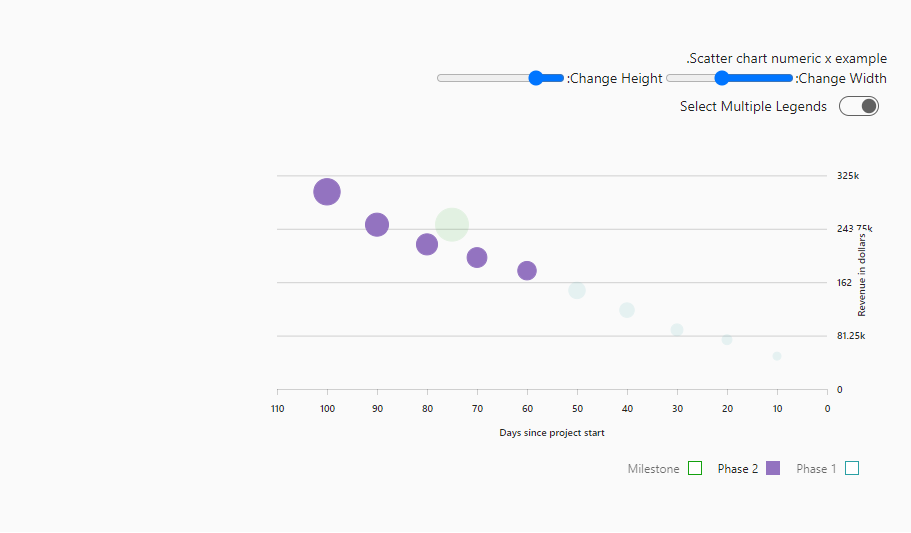 .Scatter chart numeric x example
:Change Width
:Change Height
Select Multiple Legends
325k
243.75k
162
81.25k
0
Revenue in dollars
110 100 90 80 70 60 50 40 30 20 10 0
Days since project start
Milestone Phase 2 Phase 1